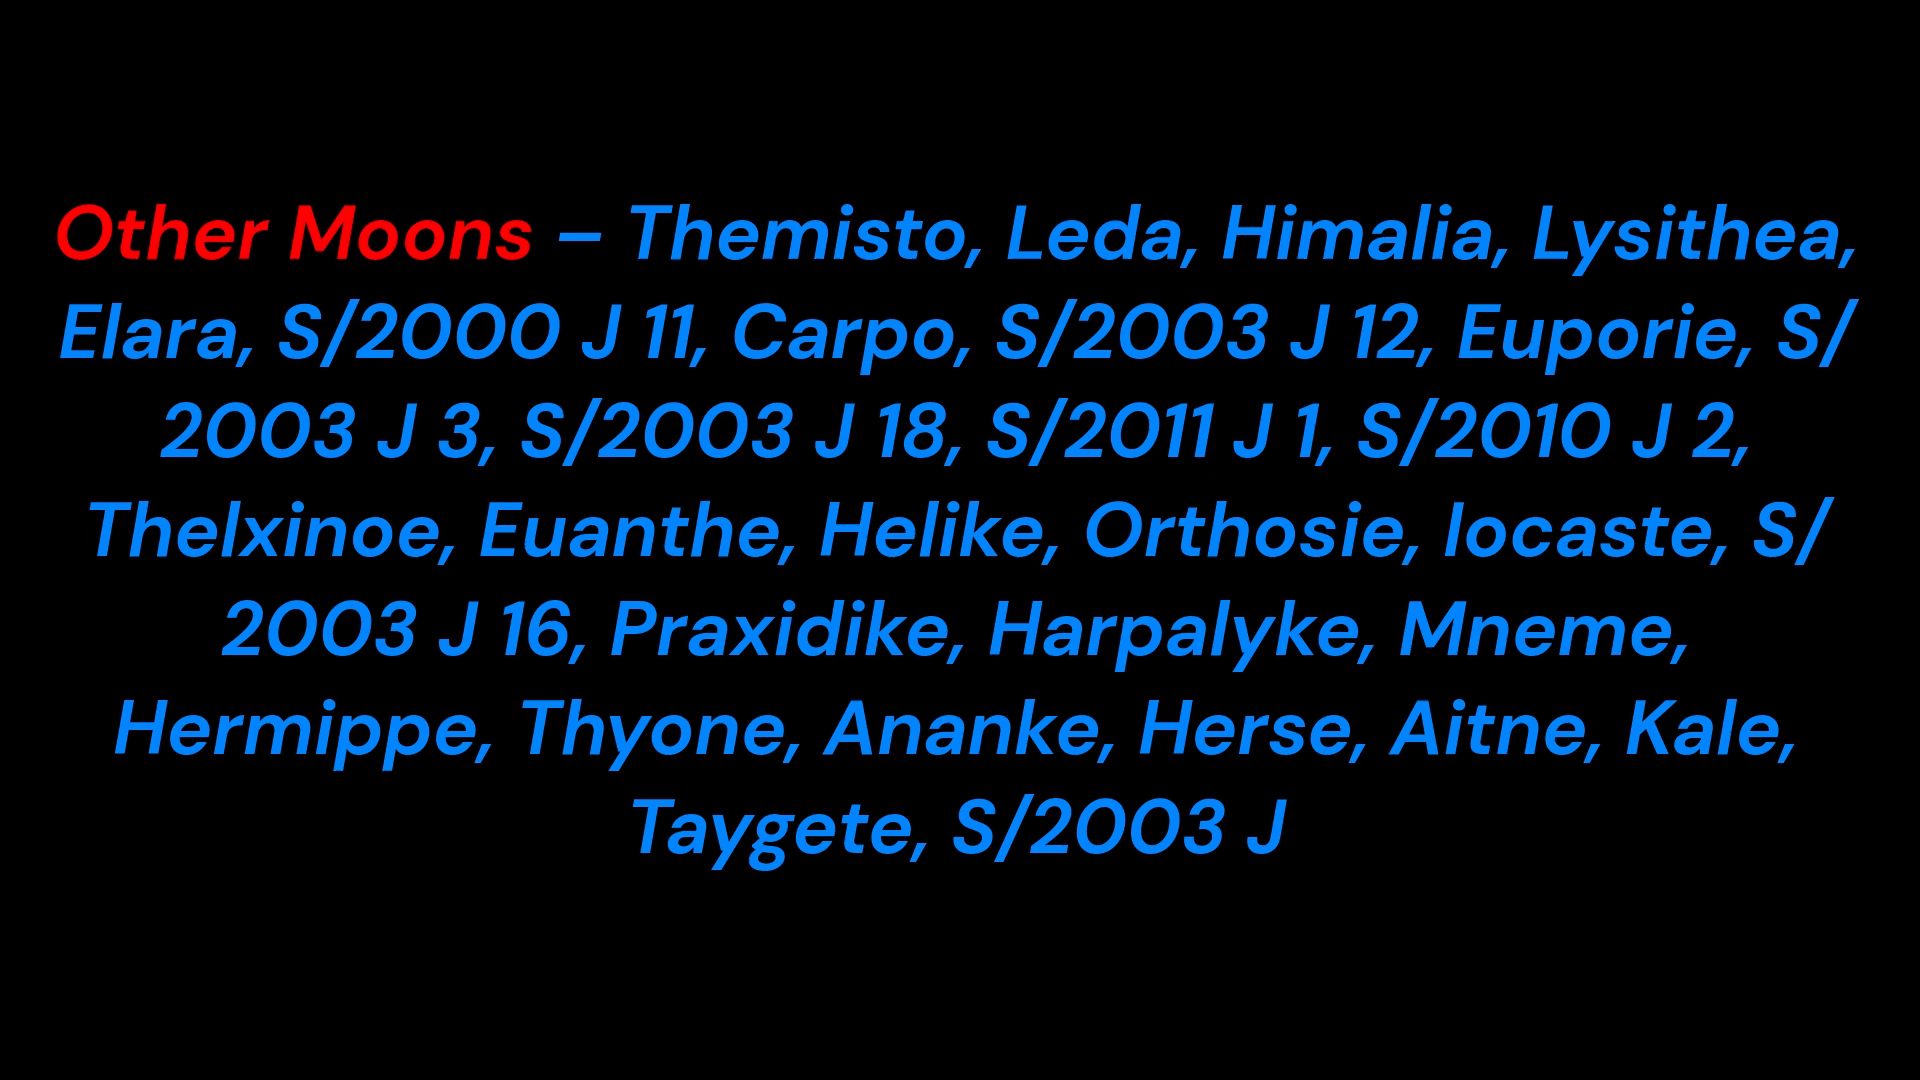 Other Moons – Themisto, Leda, Himalia, Lysithea,
Elara, S/2000 J 11, Carpo, S/2003 J 12, Euporie, S/
2003 J 3, S/2003 J 18, S/2011 J 1, S/2010 J 2,
Thelxinoe, Euanthe, Helike, Orthosie, Iocaste, S/
2003 J 16, Praxidike, Harpalyke, Mneme,
Hermippe, Thyone, Ananke, Herse, Aitne, Kale,
Taygete, S/2003 J